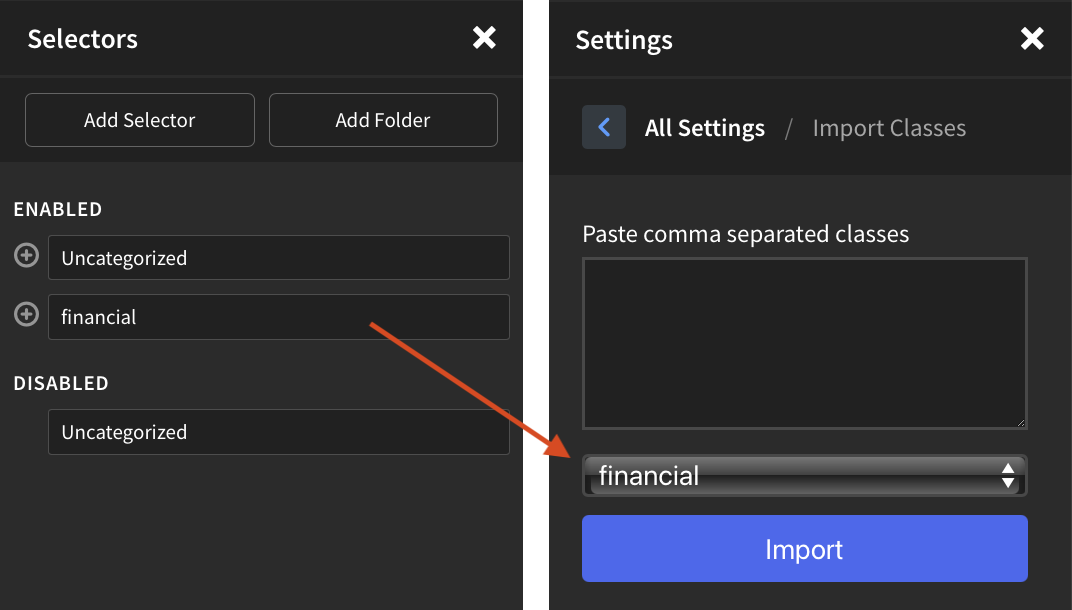 Selectors
Add Selector
Add Folder
ENABLED
Uncategorized
financial
DISABLED
Uncategorized
Settings
All Settings / Import Classes
Paste comma separated classes
financial
Import